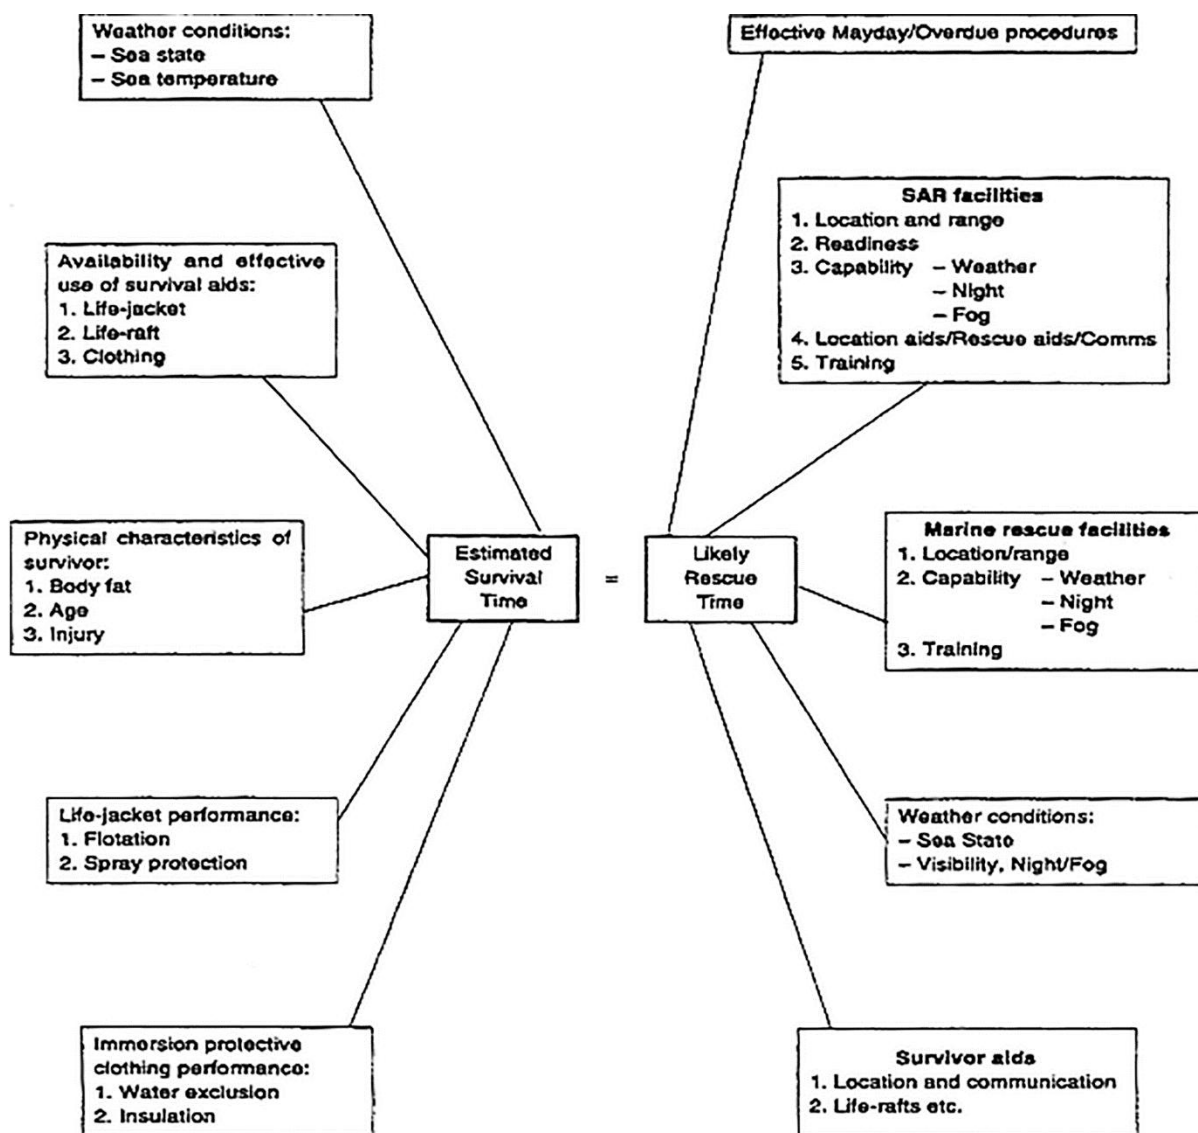 Weather conditions:
– Sea state
– Sea temperature
Availability and effective
use of survival aids:
1. Life-jacket
2. Life-raft
3. Clothing
Physical characteristics of
survivor:
1. Body fat
2. Age
3. Injury
Life-jacket performance:
1. Flotation
2. Spray protection
Immersion protective
clothing performance:
1. Water exclusion
2. Insulation
Estimated
Survival
Time
=
Likely
Rescue
Time
Effective Mayday/Overdue procedures
SAR facilities
1. Location and range
2. Readiness
3. Capability – Weather
– Night
– Fog
4. Location aids/Rescue aids/Comms
5. Training
Marine rescue facilities
1. Location/range
2. Capability – Weather
– Night
– Fog
3. Training
Weather conditions:
– Sea State
– Visibility, Night/Fog
Survivor aids
1. Location and communication
2. Life-rafts etc.